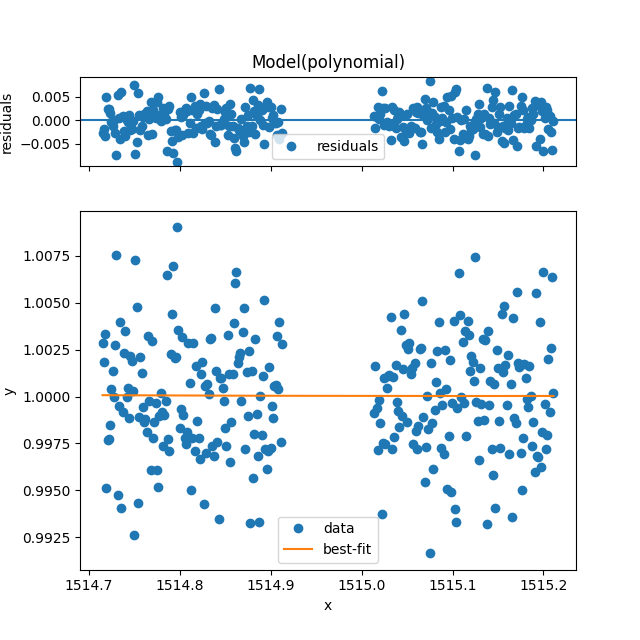 Model(polynomial)
residuals
0.005
0.000
−0.005
residuals
y
1.0075
1.0050
1.0025
1.0000
0.9975
0.9950
0.9925
data
best-fit
1514.7 1514.8 1514.9 1515.0 1515.1 1515.2
x